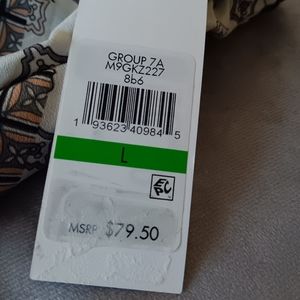 GROUP 7A
M9GKZ227
8b6
1 93623 40984 5
L
MSRP $79.50